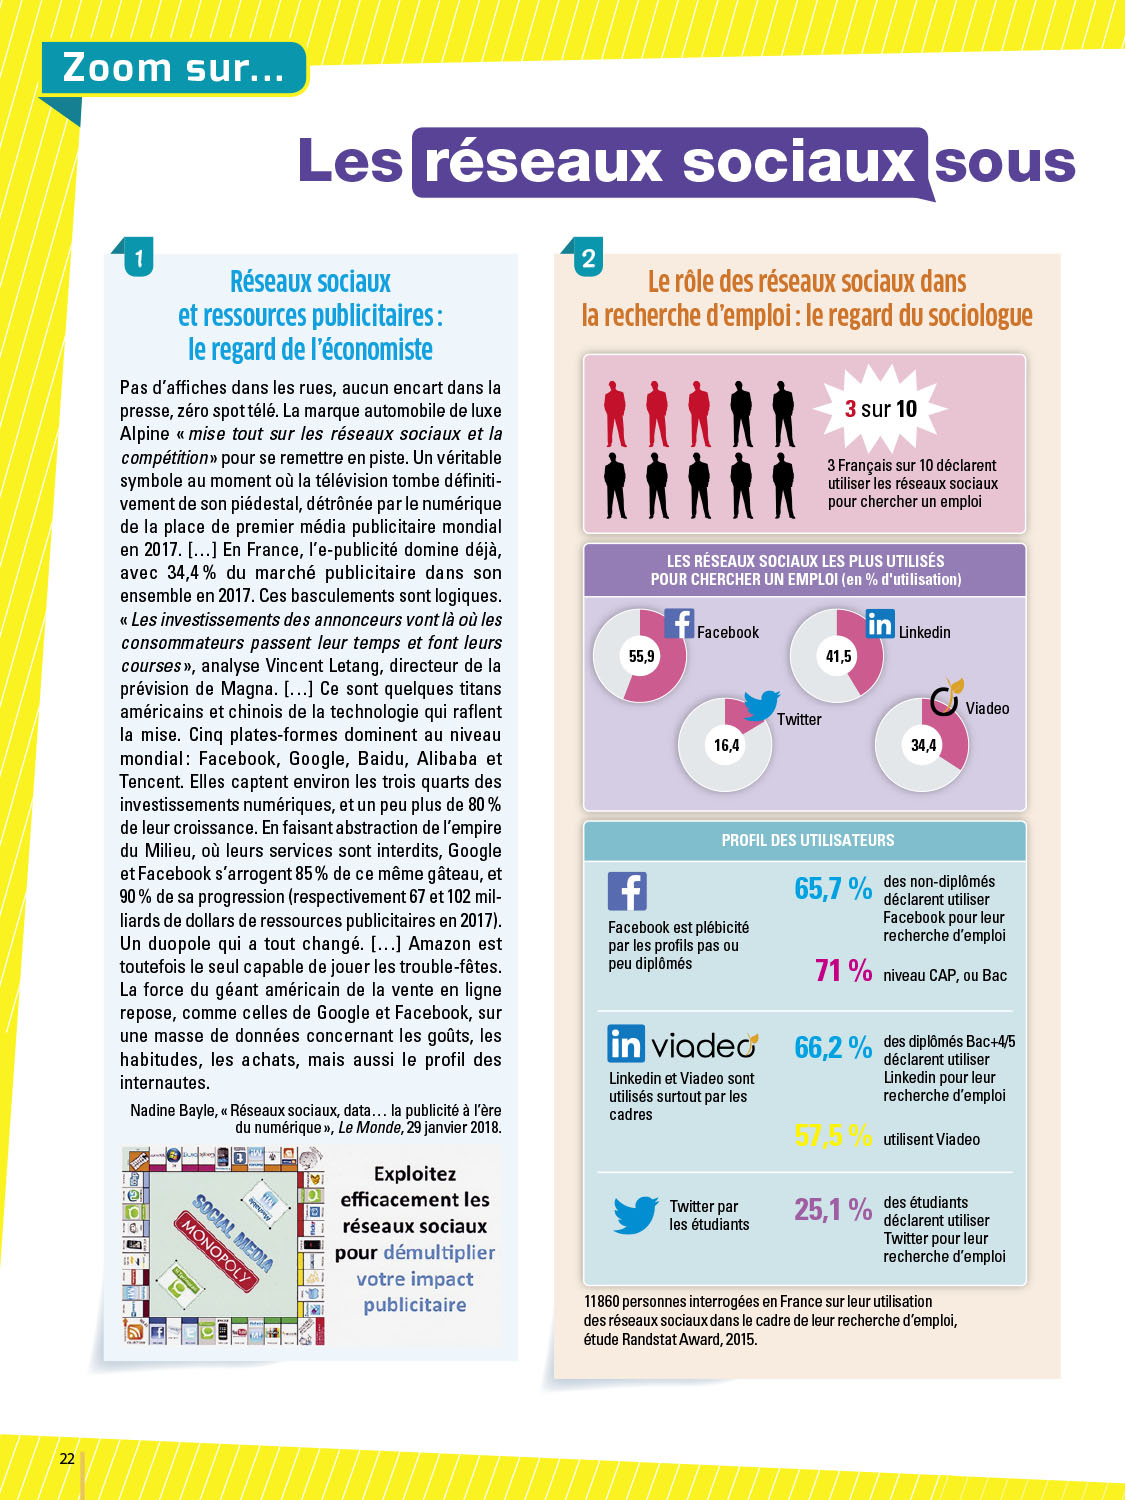 Zoom sur...
Les réseaux sociaux sous
1
Réseaux sociaux
et ressources publicitaires :
le regard de l'économiste
Pas d'affiches dans les rues, aucun encart dans la
presse, zéro spot télé. La marque automobile de luxe
Alpine « mise tout sur les réseaux sociaux et la
compétition » pour se remettre en piste. Un véritable
symbole au moment où la télévision tombe définiti-
vement de son piédestal, détrônée par le numérique
de la place de premier média publicitaire mondial
en 2017. [...] En France, l'e-publicité domine déjà,
avec 34,4 % du marché publicitaire dans son
ensemble en 2017. Ces basculements sont logiques.
« Les investissements des annonceurs vont là où les
consommateurs passent leur temps et font leurs
courses », analyse Vincent Letang, directeur de la
prévision de Magna. [...] Ce sont quelques titans
américains et chinois de la technologie qui raflent
la mise. Cinq plates-formes dominent au niveau
mondial : Facebook, Google, Baidu, Alibaba et
Tencent. Elles captent environ les trois quarts des
investissements numériques, et un peu plus de 80 %
de leur croissance. En faisant abstraction de l'empire
du Milieu, où leurs services sont interdits, Google
et Facebook s'arrogent 85 % de ce même gâteau, et
90 % de sa progression (respectivement 67 et 102 mil-
liards de dollars de ressources publicitaires en 2017).
Un duopole qui a tout changé. [...] Amazon est
toutefois le seul capable de jouer les trouble-fêtes.
La force du géant américain de la vente en ligne
repose, comme celles de Google et Facebook, sur
une masse de données concernant les goûts, les
habitudes, les achats, mais aussi le profil des
internautes.
Nadine Bayle, « Réseaux sociaux, data... la publicité à l'ère
du numérique », Le Monde, 29 janvier 2018.
SOCIAL MEDIA
MONOPOLY
Exploitez
efficacement les
réseaux sociaux
pour démultiplier
votre impact
publicitaire
2
Le rôle des réseaux sociaux dans
la recherche d'emploi : le regard du sociologue
3 sur 10
3 Français sur 10 déclarent
utiliser les réseaux sociaux
pour chercher un emploi
LES RÉSEAUX SOCIAUX LES PLUS UTILISÉS
POUR CHERCHER UN EMPLOI (en % d'utilisation)
55,9
Facebook
41,5
in
Linkedin
16,4
Twitter
34,4
Viadeo
PROFIL DES UTILISATEURS
Facebook est plébicité
par les profils pas ou
peu diplômés
65,7 %
des non-diplômés
déclarent utiliser
Facebook pour leur
recherche d'emploi
71 %
niveau CAP, ou Bac
in viadeo
Linkedin et Viadeo sont
utilisés surtout par les
cadres
66,2 %
des diplômés Bac+4/5
déclarent utiliser
Linkedin pour leur
recherche d'emploi
57,5 %
utilisent Viadeo
Twitter par
les étudiants
25,1 %
des étudiants
déclarent utiliser
Twitter pour leur
recherche d'emploi
11860 personnes interrogées en France sur leur utilisation
des réseaux sociaux dans le cadre de leur recherche d'emploi,
étude Randstat Award, 2015.
22